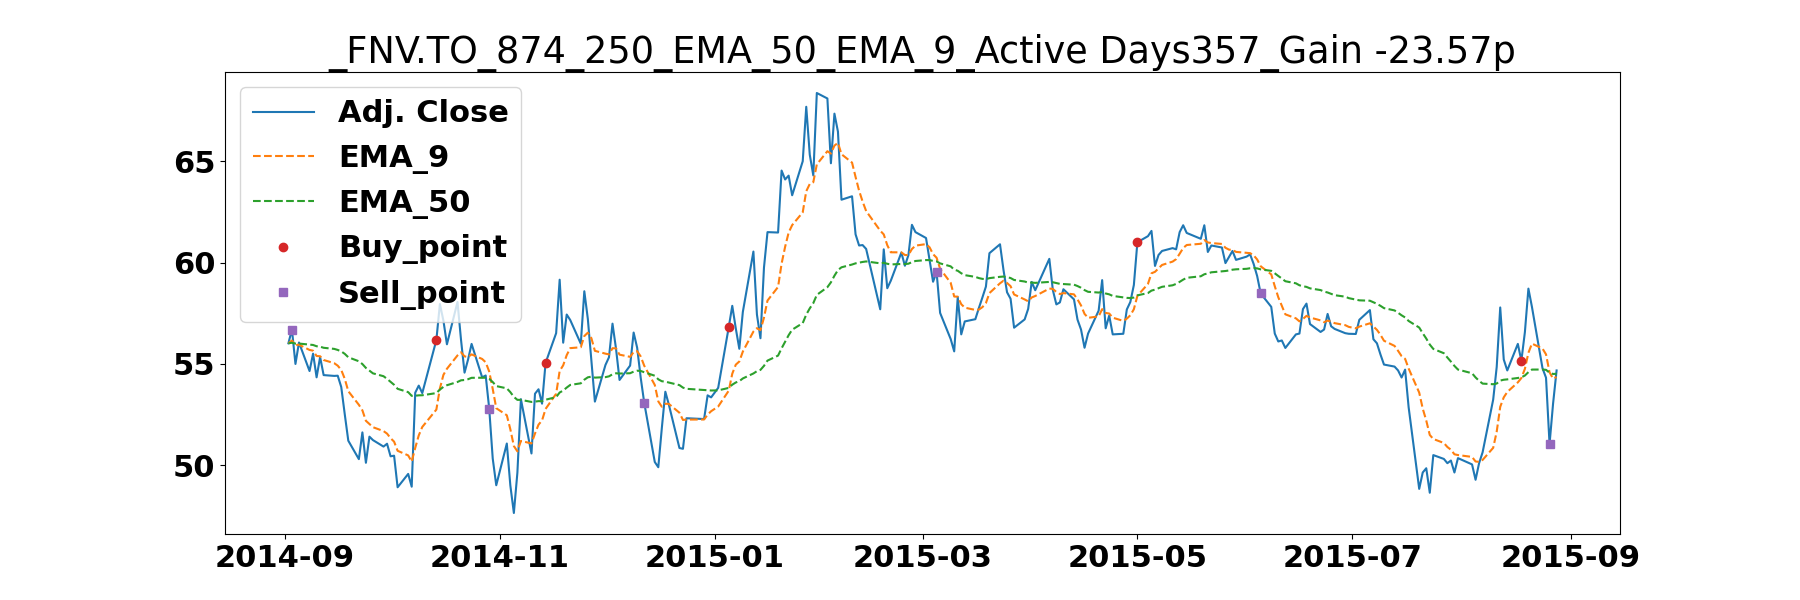 _FNV.TO_874_250_EMA_50_EMA_9_Active Days357_Gain -23.57p
Adj. Close
EMA_9
EMA_50
Buy_point
Sell_point
65
60
55
50
2014-09 2014-11 2015-01 2015-03 2015-05 2015-07 2015-09